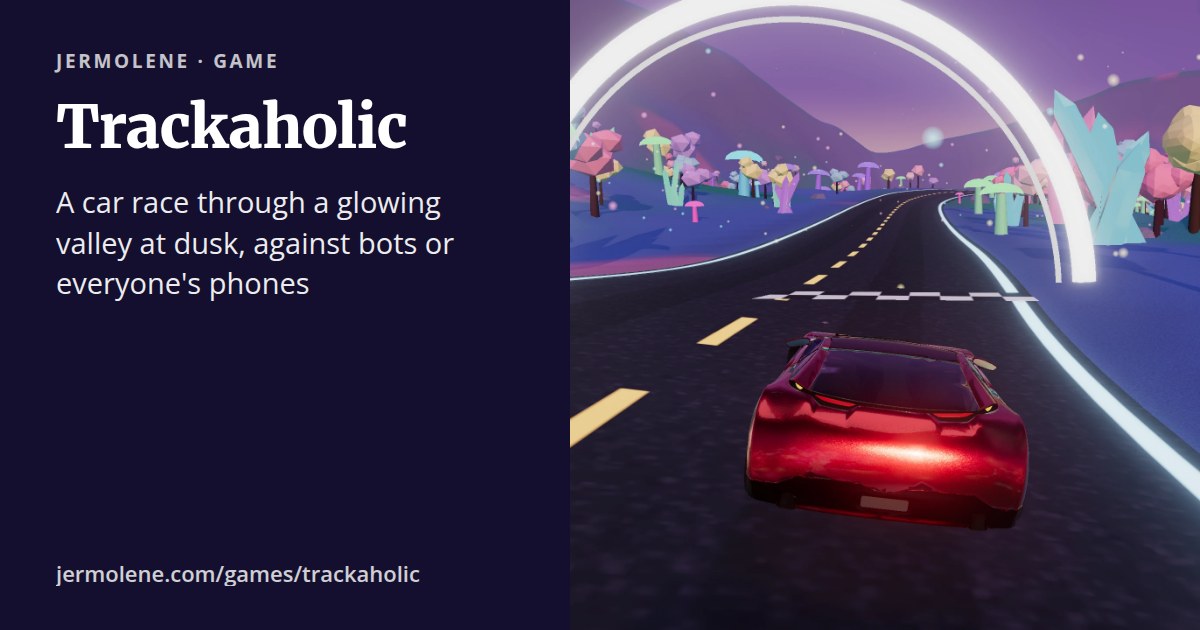 JERMOLENE · GAME
Trackaholic
A car race through a glowing
valley at dusk, against bots or
everyone's phones
jermolene.com/games/trackaholic